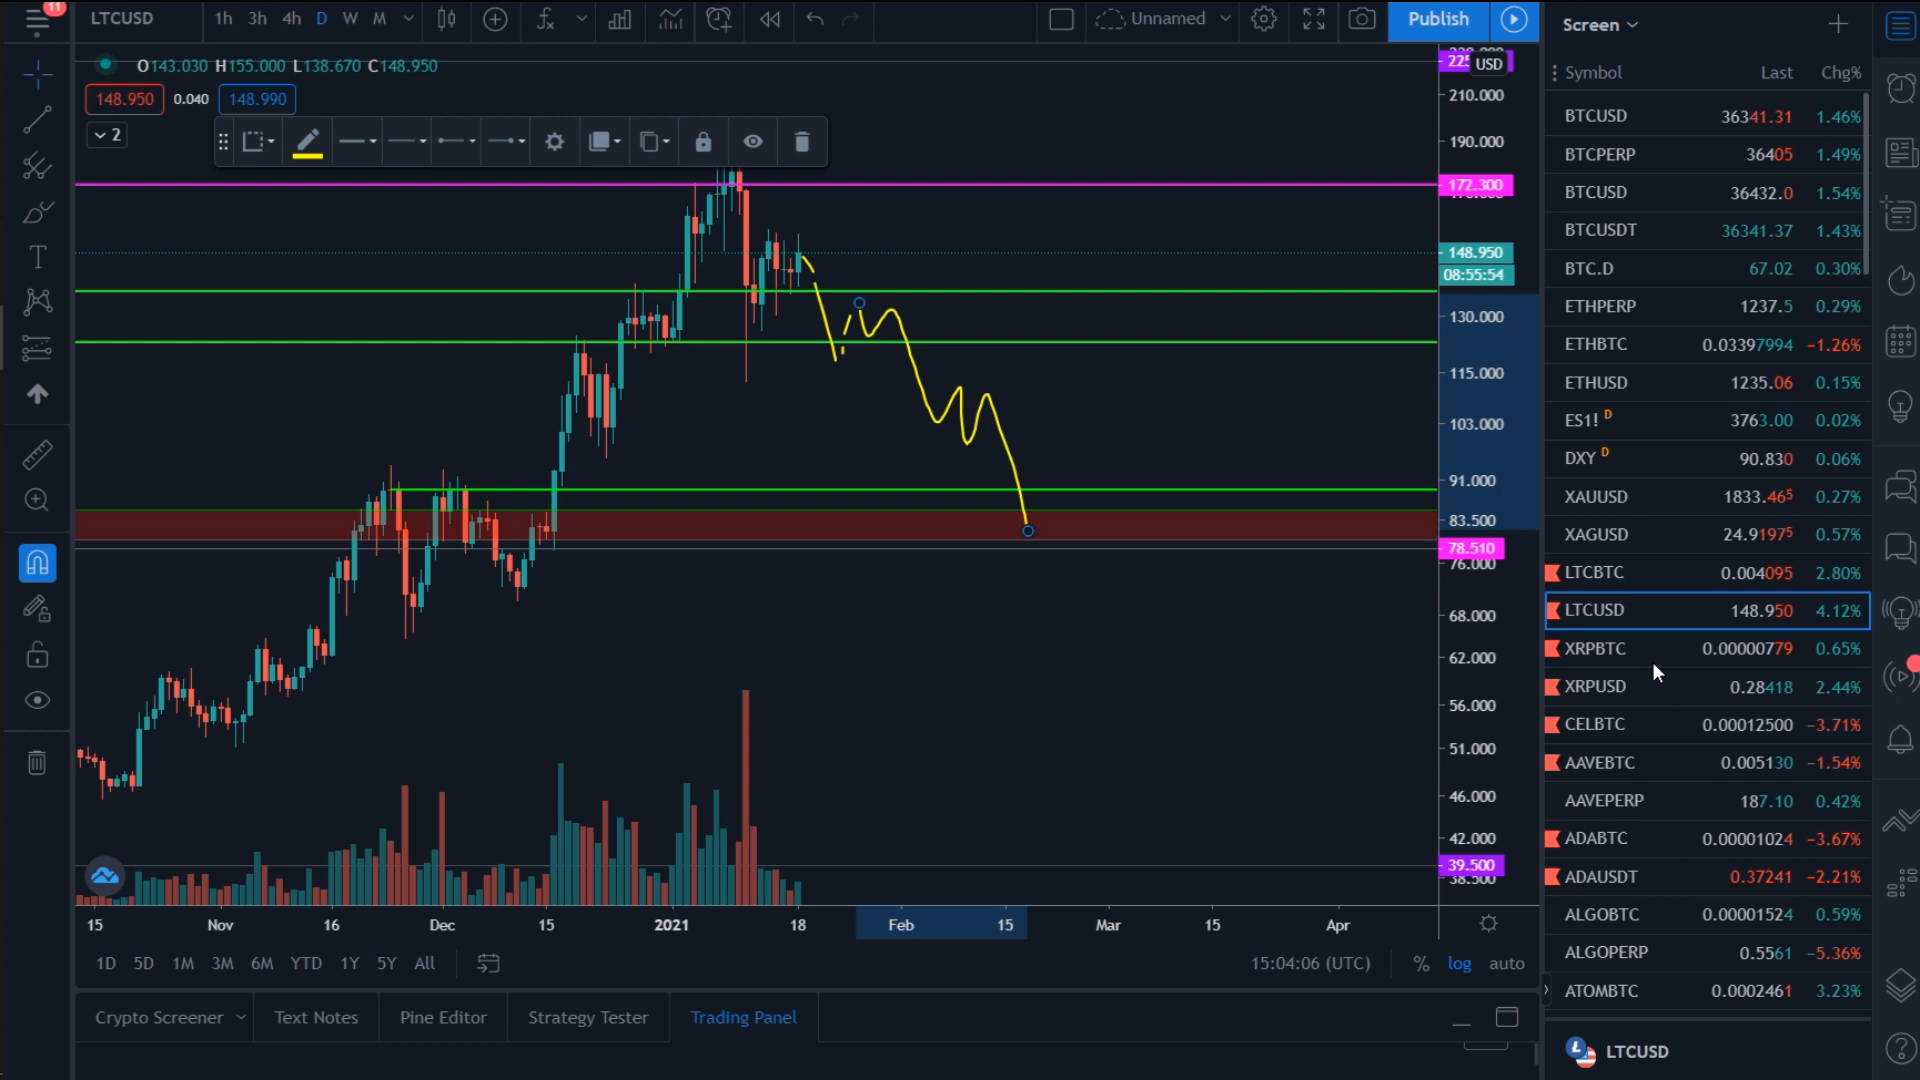 11
LTCUSD
1h 3h 4h D W M
Unnamed
Publish
O143.030 H155.000 L138.670 C148.950
148.950 0.040 148.990
2
USD
210.000
190.000
172.300
148.950
08:55:54
130.000
115.000
103.000
91.000
83.500
78.510
76.000
68.000
62.000
56.000
51.000
46.000
42.000
39.500
38.500
15 Nov 16 Dec 15 2021 18 Feb 15 Mar 15 Apr
1D 5D 1M 3M 6M YTD 1Y 5Y All
15:04:06 (UTC) % log auto
Crypto Screener Text Notes Pine Editor Strategy Tester Trading Panel
Screen
Symbol Last Chg%
BTCUSD 36341.31 1.46%
BTCPERP 36405 1.49%
BTCUSD 36432.0 1.54%
BTCUSDT 36341.37 1.43%
BTC.D 67.02 0.30%
ETHPERP 1237.5 0.29%
ETHBTC 0.03397994 −1.26%
ETHUSD 1235.06 0.15%
ES1! D 3763.00 0.02%
DXY D 90.830 0.06%
XAUUSD 1833.465 0.27%
XAGUSD 24.91975 0.57%
LTCBTC 0.004095 2.80%
LTCUSD 148.950 4.12%
XRPBTC 0.00000779 0.65%
XRPUSD 0.28418 2.44%
CELBTC 0.00012500 −3.71%
AAVEBTC 0.005130 −1.54%
AAVEPERP 187.10 0.42%
ADABTC 0.00001024 −3.67%
ADAUSDT 0.37241 −2.21%
ALGOBTC 0.00001524 0.59%
ALGOPERP 0.5561 −5.36%
ATOMBTC 0.0002461 3.23%
LTCUSD